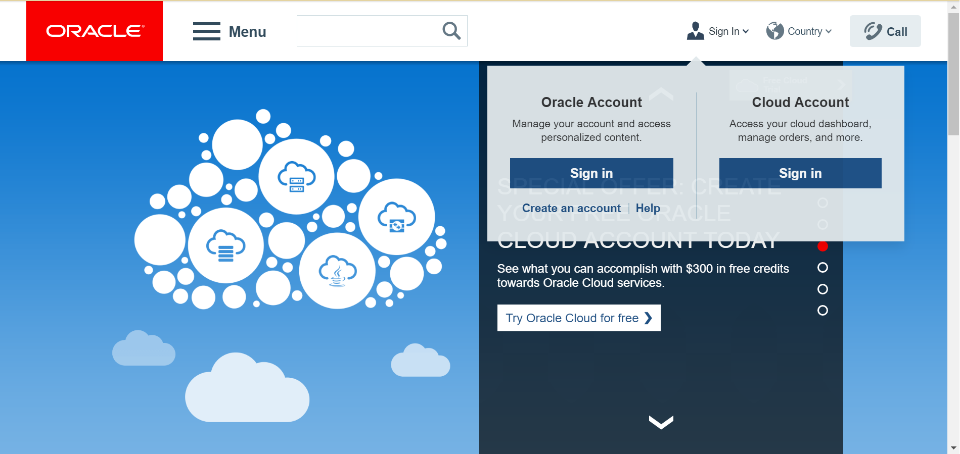 ORACLE
Menu
Sign In
Country
Call
Oracle Account
Manage your account and access
personalized content.
Sign in
Create an account
Help
Cloud Account
Access your cloud dashboard,
manage orders, and more.
Sign in
SPECIAL OFFER: CREATE
YOUR FREE ORACLE
CLOUD ACCOUNT TODAY
See what you can accomplish with $300 in free credits
towards Oracle Cloud services.
Try Oracle Cloud for free